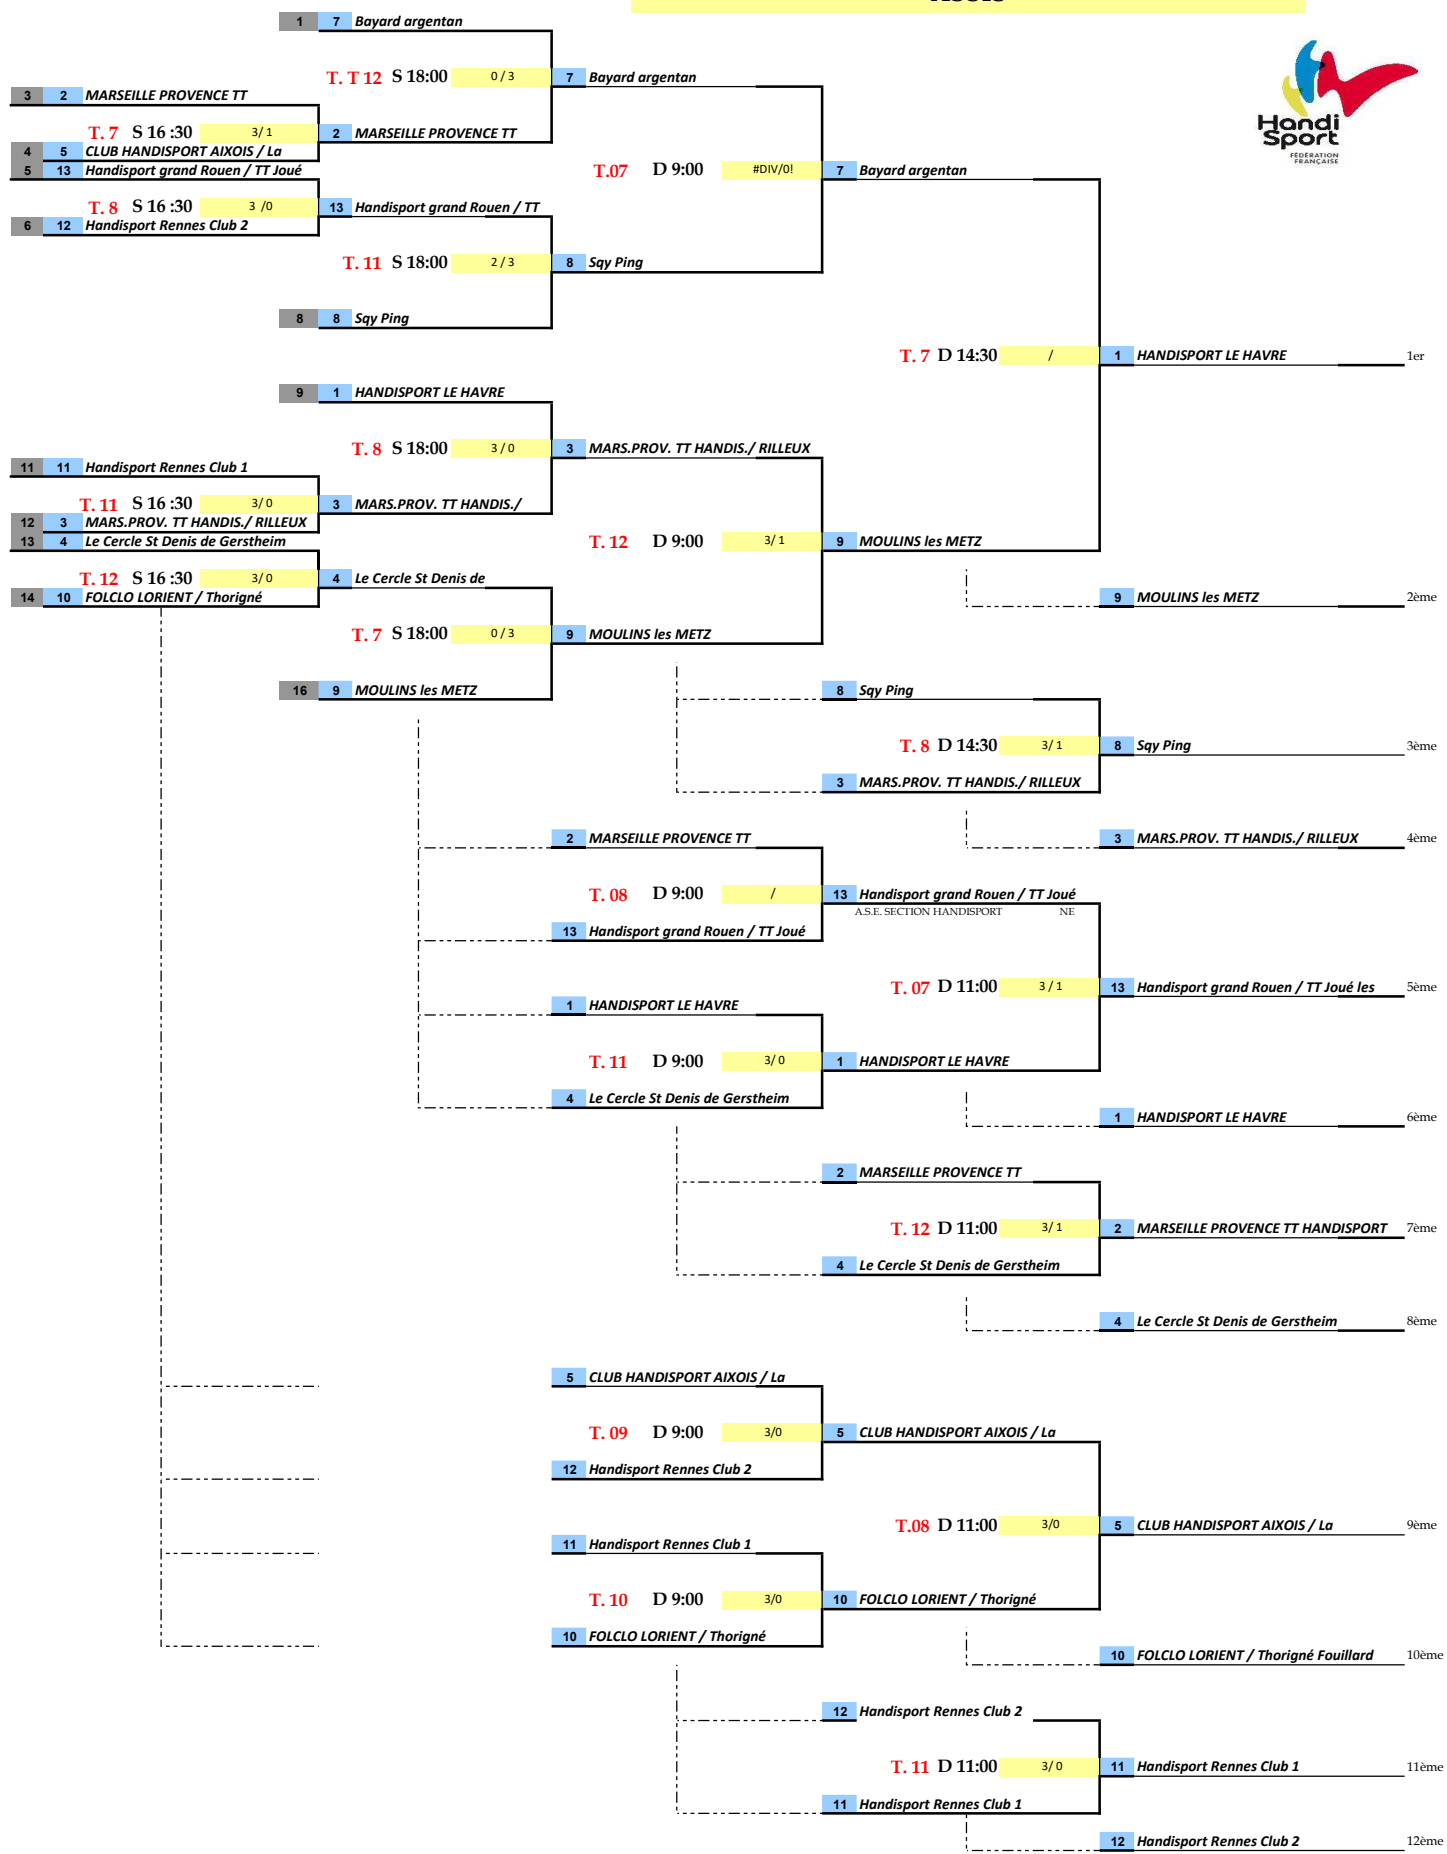 1 7 Bayard argentan
T. T 12 S 18:00 0 / 3 7 Bayard argentan
3 2 MARSEILLE PROVENCE TT
T. 7 S 16 :30 3/ 1 2 MARSEILLE PROVENCE TT
4 5 CLUB HANDISPORT AIXOIS / La
5 13 Handisport grand Rouen / TT Joué
T.07 D 9:00 #DIV/0! 7 Bayard argentan
T. 8 S 16 :30 3 /0 13 Handisport grand Rouen / TT
6 12 Handisport Rennes Club 2
T. 11 S 18:00 2 / 3 8 Sqy Ping
8 8 Sqy Ping
Handi
Sport
FÉDÉRATION
FRANÇAISE
T. 7 D 14:30 / 1 HANDISPORT LE HAVRE 1er
9 1 HANDISPORT LE HAVRE
T. 8 S 18:00 3 / 0 3 MARS.PROV. TT HANDIS./ RILLEUX
11 11 Handisport Rennes Club 1
T. 11 S 16 :30 3/ 0 3 MARS.PROV. TT HANDIS./
12 3 MARS.PROV. TT HANDIS./ RILLEUX
13 4 Le Cercle St Denis de Gerstheim
T. 12 D 9:00 3/ 1 9 MOULINS les METZ
T. 12 S 16 :30 3/ 0 4 Le Cercle St Denis de
14 10 FOLCLO LORIENT / Thorigné
9 MOULINS les METZ 2ème
T. 7 S 18:00 0 / 3 9 MOULINS les METZ
16 9 MOULINS les METZ
8 Sqy Ping
T. 8 D 14:30 3/ 1 8 Sqy Ping 3ème
3 MARS.PROV. TT HANDIS./ RILLEUX
2 MARSEILLE PROVENCE TT
3 MARS.PROV. TT HANDIS./ RILLEUX 4ème
T. 08 D 9:00 / 13 Handisport grand Rouen / TT Joué
A.S.E. SECTION HANDISPORT NE
13 Handisport grand Rouen / TT Joué
T. 07 D 11:00 3 / 1 13 Handisport grand Rouen / TT Joué les 5ème
1 HANDISPORT LE HAVRE
T. 11 D 9:00 3/ 0 1 HANDISPORT LE HAVRE
4 Le Cercle St Denis de Gerstheim
1 HANDISPORT LE HAVRE 6ème
2 MARSEILLE PROVENCE TT
T. 12 D 11:00 3/ 1 2 MARSEILLE PROVENCE TT HANDISPORT 7ème
4 Le Cercle St Denis de Gerstheim
4 Le Cercle St Denis de Gerstheim 8ème
5 CLUB HANDISPORT AIXOIS / La
T. 09 D 9:00 3/0 5 CLUB HANDISPORT AIXOIS / La
12 Handisport Rennes Club 2
T.08 D 11:00 3/0 5 CLUB HANDISPORT AIXOIS / La 9ème
11 Handisport Rennes Club 1
T. 10 D 9:00 3/0 10 FOLCLO LORIENT / Thorigné
10 FOLCLO LORIENT / Thorigné
10 FOLCLO LORIENT / Thorigné Fouillard 10ème
12 Handisport Rennes Club 2
T. 11 D 11:00 3/ 0 11 Handisport Rennes Club 1 11ème
11 Handisport Rennes Club 1
12 Handisport Rennes Club 2 12ème